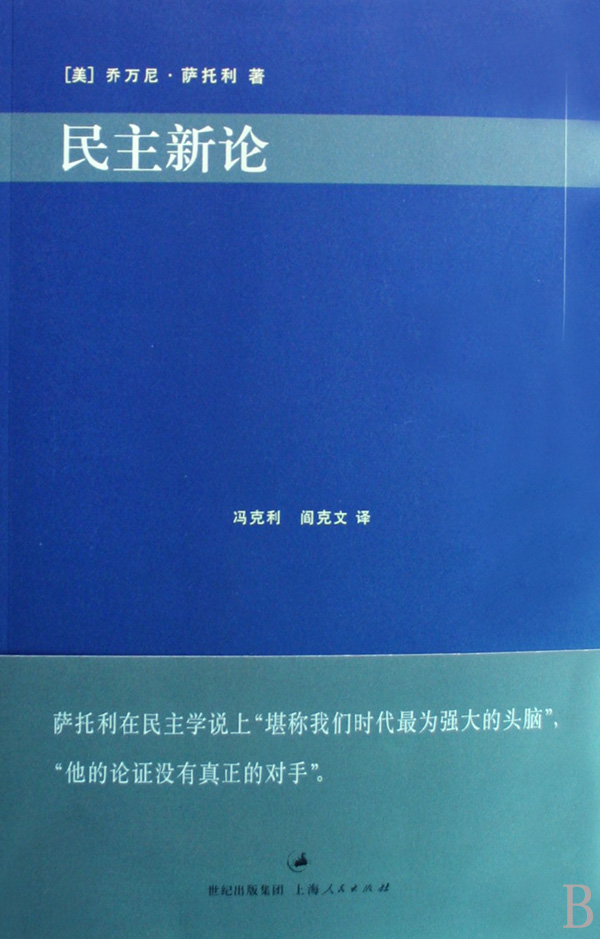 [美] 乔万尼·萨托利 著
民主新论
冯克利 阎克文 译
萨托利在民主学说上“堪称我们时代最为强大的头脑”,
“他的论证没有真正的对手”。
世纪出版集团 上海人民出版社
B